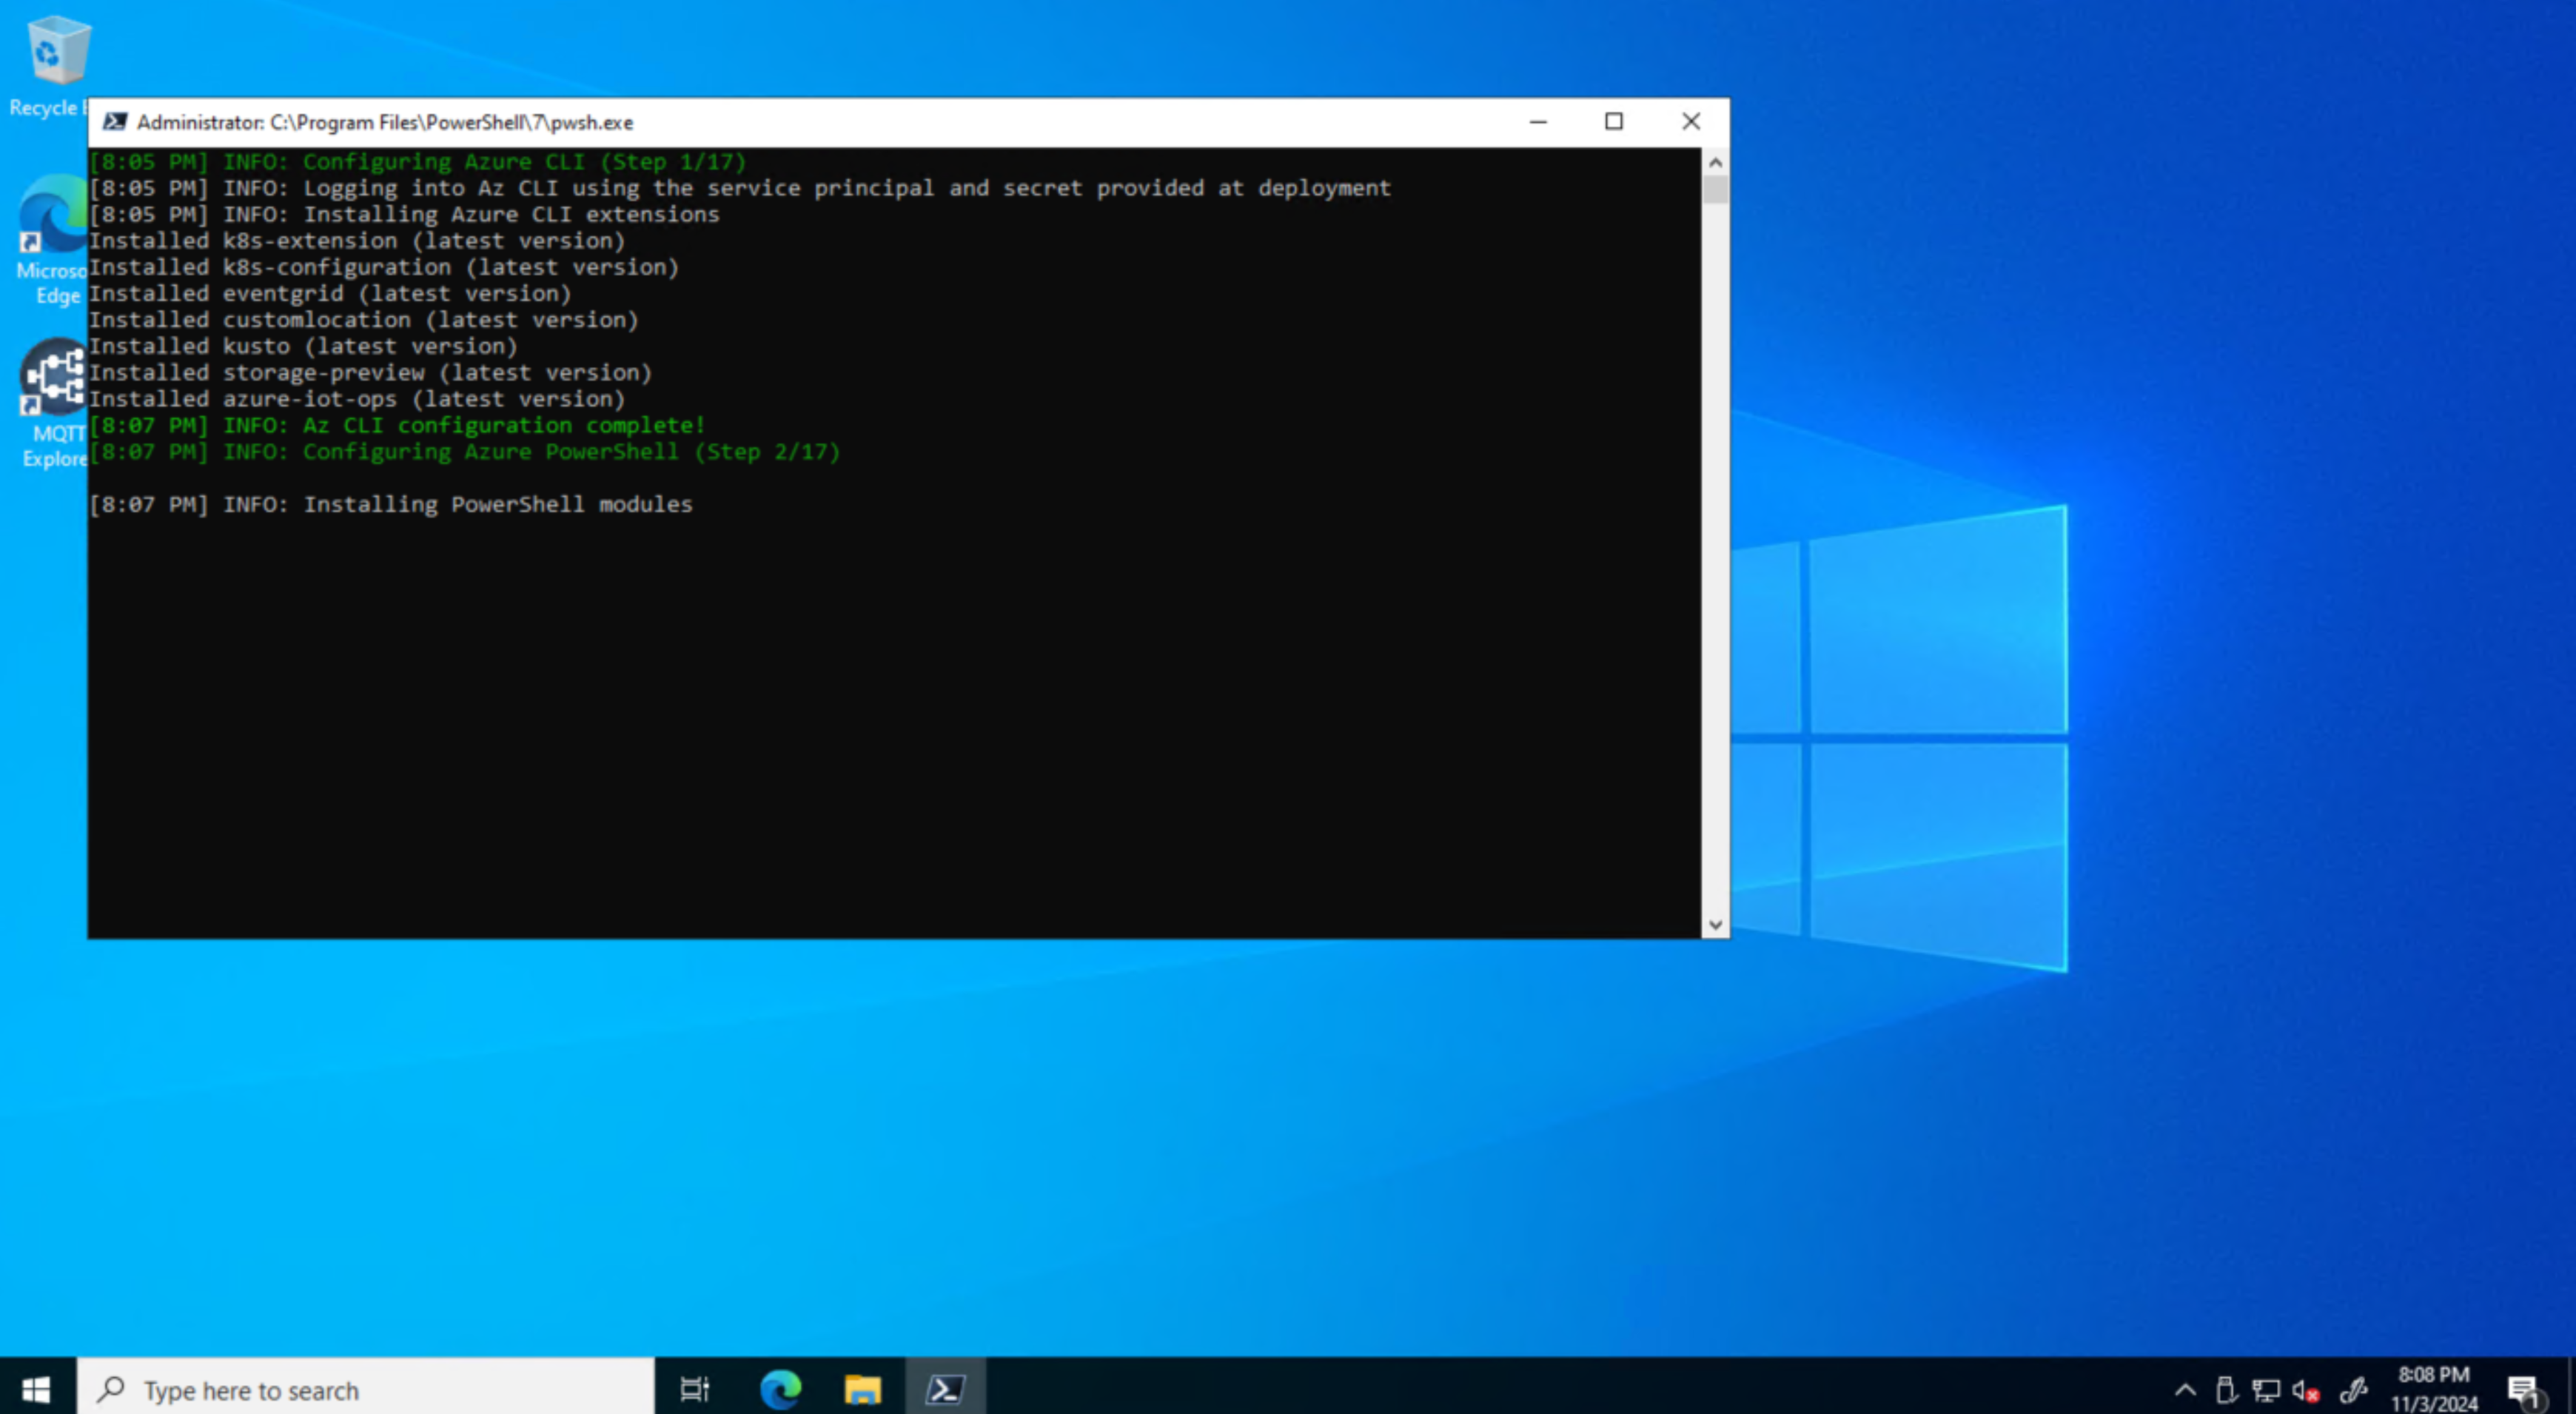 Recycle
Administrator: C:\Program Files\PowerShell\7\pwsh.exe
[8:05 PM] INFO: Configuring Azure CLI (Step 1/17)
[8:05 PM] INFO: Logging into Az CLI using the service principal and secret provided at deployment
[8:05 PM] INFO: Installing Azure CLI extensions
Installed k8s-extension (latest version)
Installed k8s-configuration (latest version)
Installed eventgrid (latest version)
Installed customlocation (latest version)
Installed kusto (latest version)
Installed storage-preview (latest version)
Installed azure-iot-ops (latest version)
[8:07 PM] INFO: Az CLI configuration complete!
[8:07 PM] INFO: Configuring Azure PowerShell (Step 2/17)
[8:07 PM] INFO: Installing PowerShell modules
Microso
Edge
MQTT
Explore
Type here to search
8:08 PM
11/3/2024
1